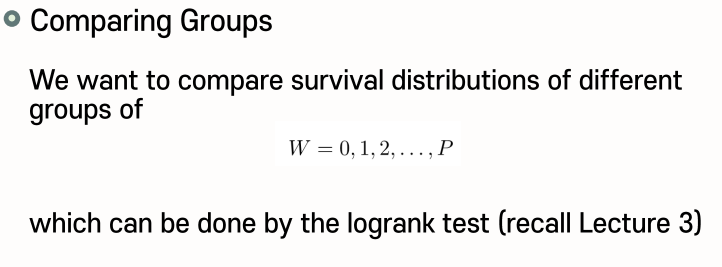 Comparing Groups
We want to compare survival distributions of different
groups of
W = 0, 1, 2, . . . , P
which can be done by the logrank test (recall Lecture 3)